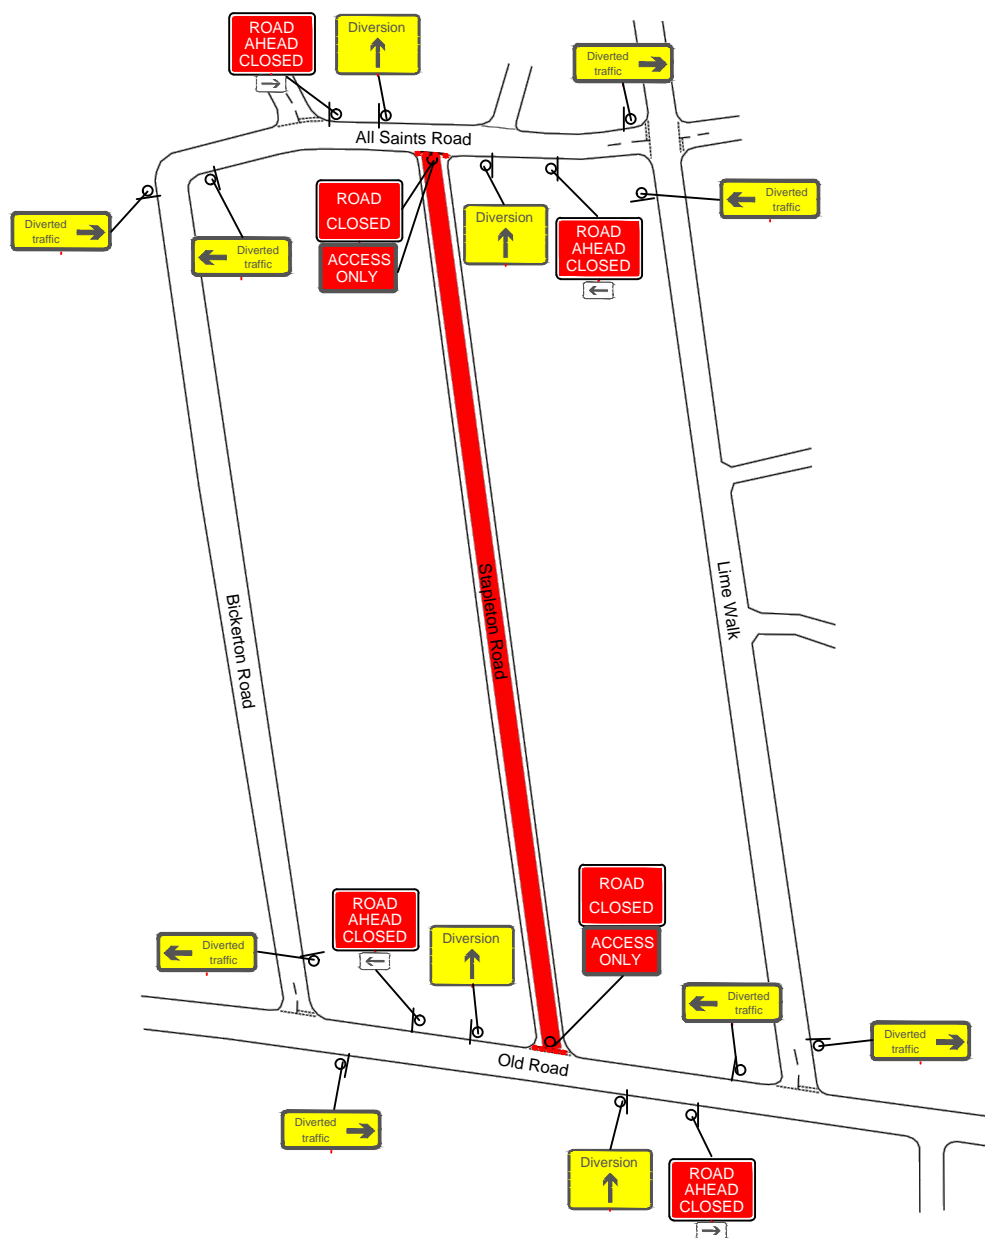 ROAD
AHEAD
CLOSED
Diversion
Diverted
traffic
All Saints Road
ROAD
CLOSED
ACCESS
ONLY
Diversion
ROAD
AHEAD
CLOSED
Diverted
traffic
Diverted
traffic
Diverted
traffic
Bickerton Road
Stapleton Road
Lime Walk
ROAD
AHEAD
CLOSED
Diversion
ROAD
CLOSED
ACCESS
ONLY
Diverted
traffic
Diverted
traffic
Diverted
traffic
Old Road
Diverted
traffic
Diversion
ROAD
AHEAD
CLOSED